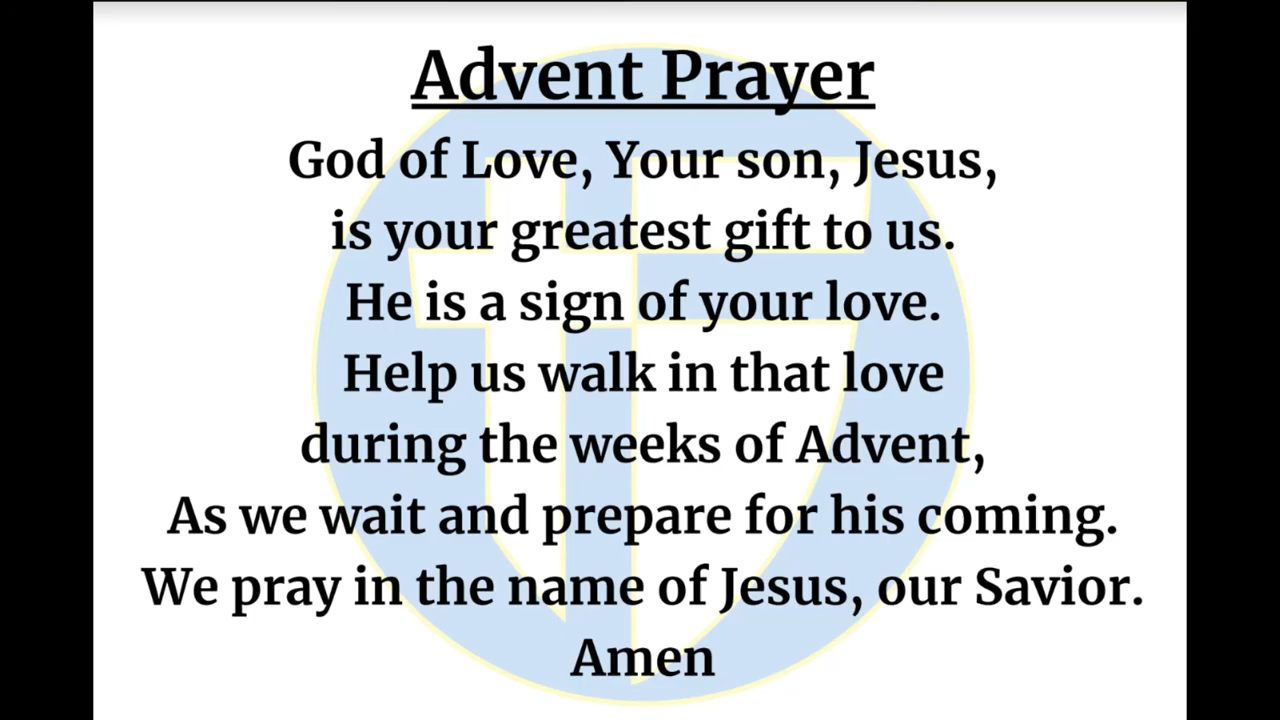 Advent Prayer
God of Love, Your son, Jesus,
is your greatest gift to us.
He is a sign of your love.
Help us walk in that love
during the weeks of Advent,
As we wait and prepare for his coming.
We pray in the name of Jesus, our Savior.
Amen